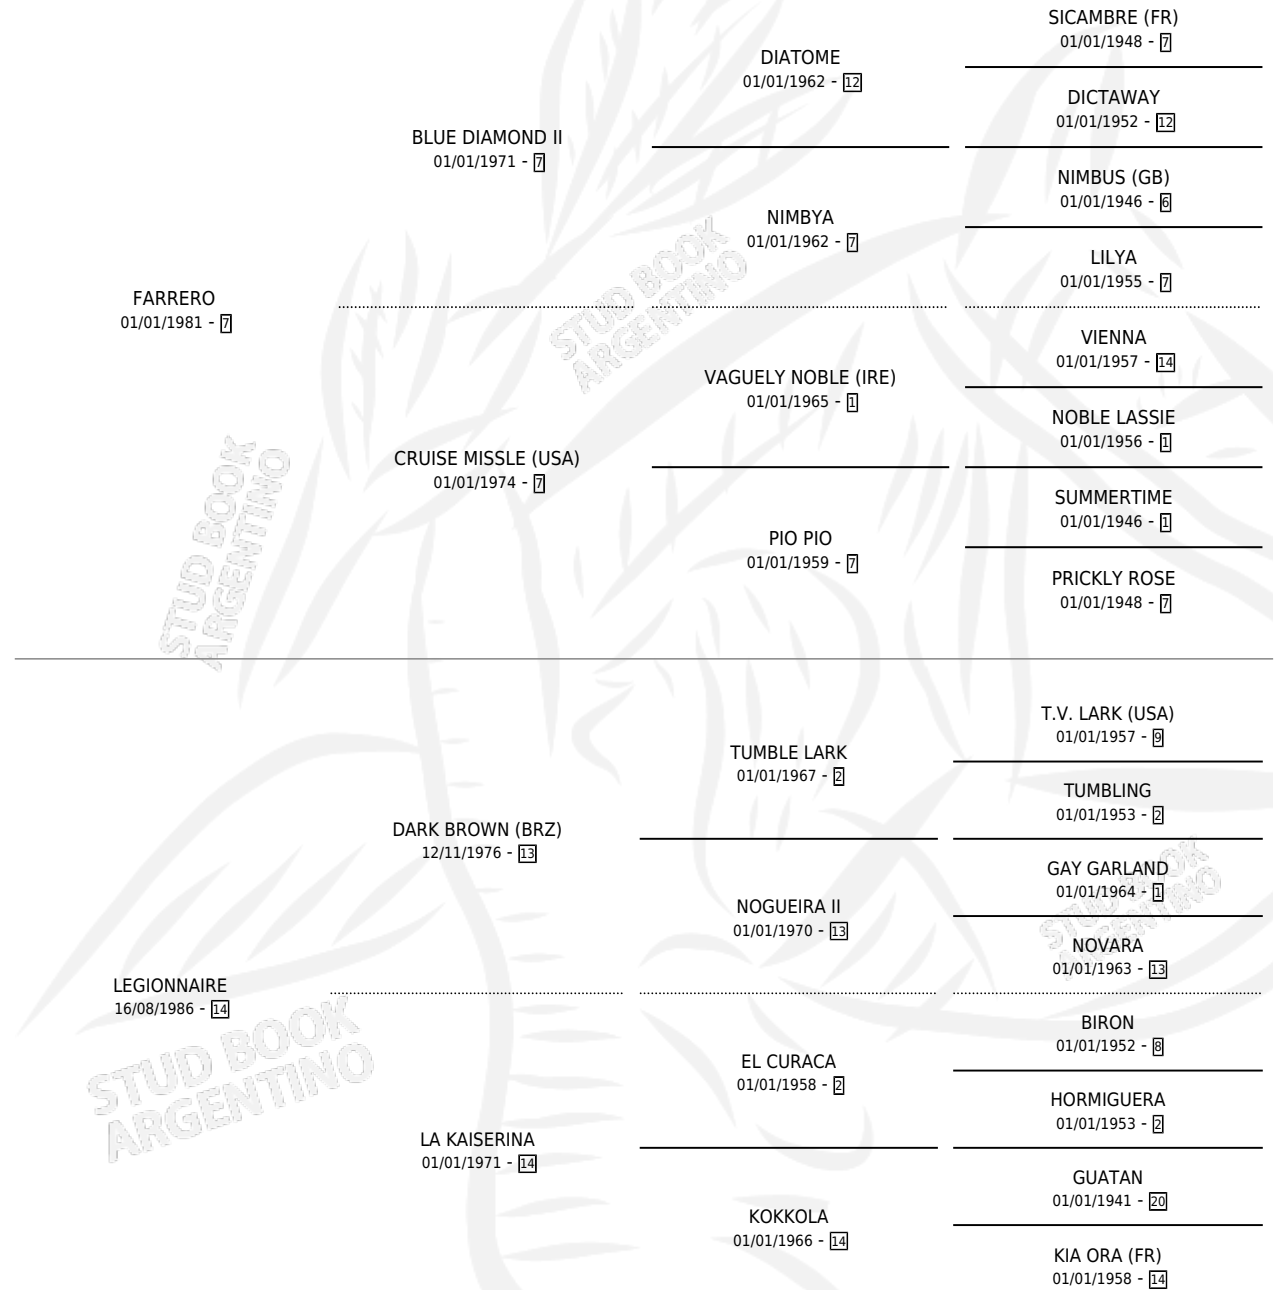 SICAMBRE (FR)
01/01/1948 - 7
DIATOME
01/01/1962 - 12
DICTAWAY
01/01/1952 - 12
BLUE DIAMOND II
01/01/1971 - 7
NIMBUS (GB)
01/01/1946 - 6
NIMBYA
01/01/1962 - 7
LILYA
01/01/1955 - 7
FARRERO
01/01/1981 - 7
VIENNA
01/01/1957 - 14
VAGUELY NOBLE (IRE)
01/01/1965 - 1
NOBLE LASSIE
01/01/1956 - 1
CRUISE MISSLE (USA)
01/01/1974 - 7
SUMMERTIME
01/01/1946 - 1
PIO PIO
01/01/1959 - 7
PRICKLY ROSE
01/01/1948 - 7
STUD BOOK
ARGENTINO
STUD BOOK
ARGENTINO
T.V. LARK (USA)
01/01/1957 - 9
TUMBLE LARK
01/01/1967 - 2
TUMBLING
01/01/1953 - 2
DARK BROWN (BRZ)
12/11/1976 - 13
GAY GARLAND
01/01/1964 - 1
NOGUEIRA II
01/01/1970 - 13
NOVARA
01/01/1963 - 13
LEGIONNAIRE
16/08/1986 - 14
BIRON
01/01/1952 - 8
EL CURACA
01/01/1958 - 2
HORMIGUERA
01/01/1953 - 2
LA KAISERINA
01/01/1971 - 14
GUATAN
01/01/1941 - 20
KOKKOLA
01/01/1966 - 14
KIA ORA (FR)
01/01/1958 - 14
STUD BOOK
ARGENTINO
STUD BOOK
ARGENTINO